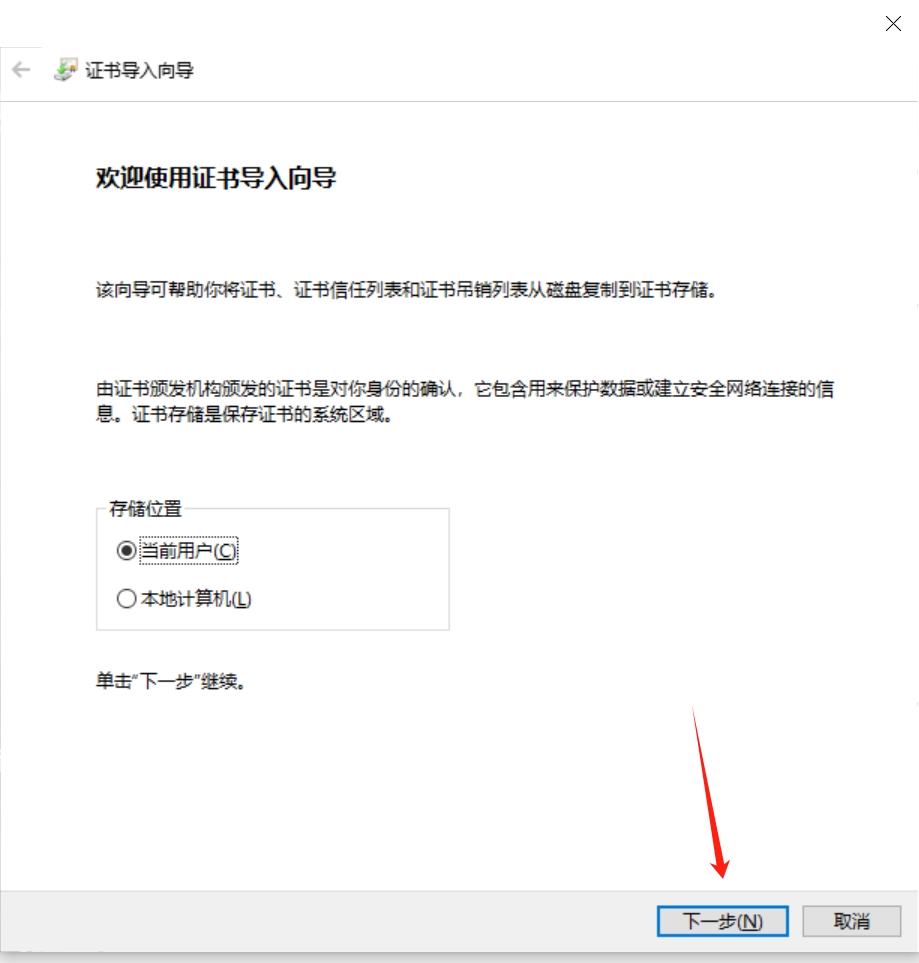 证书导入向导
欢迎使用证书导入向导
该向导可帮助你将证书、证书信任列表和证书吊销列表从磁盘复制到证书存储。
由证书颁发机构颁发的证书是对你身份的确认，它包含用来保护数据或建立安全网络连接的信
息。证书存储是保存证书的系统区域。
存储位置
当前用户(C)
本地计算机(L)
单击“下一步”继续。
下一步(N)
取消